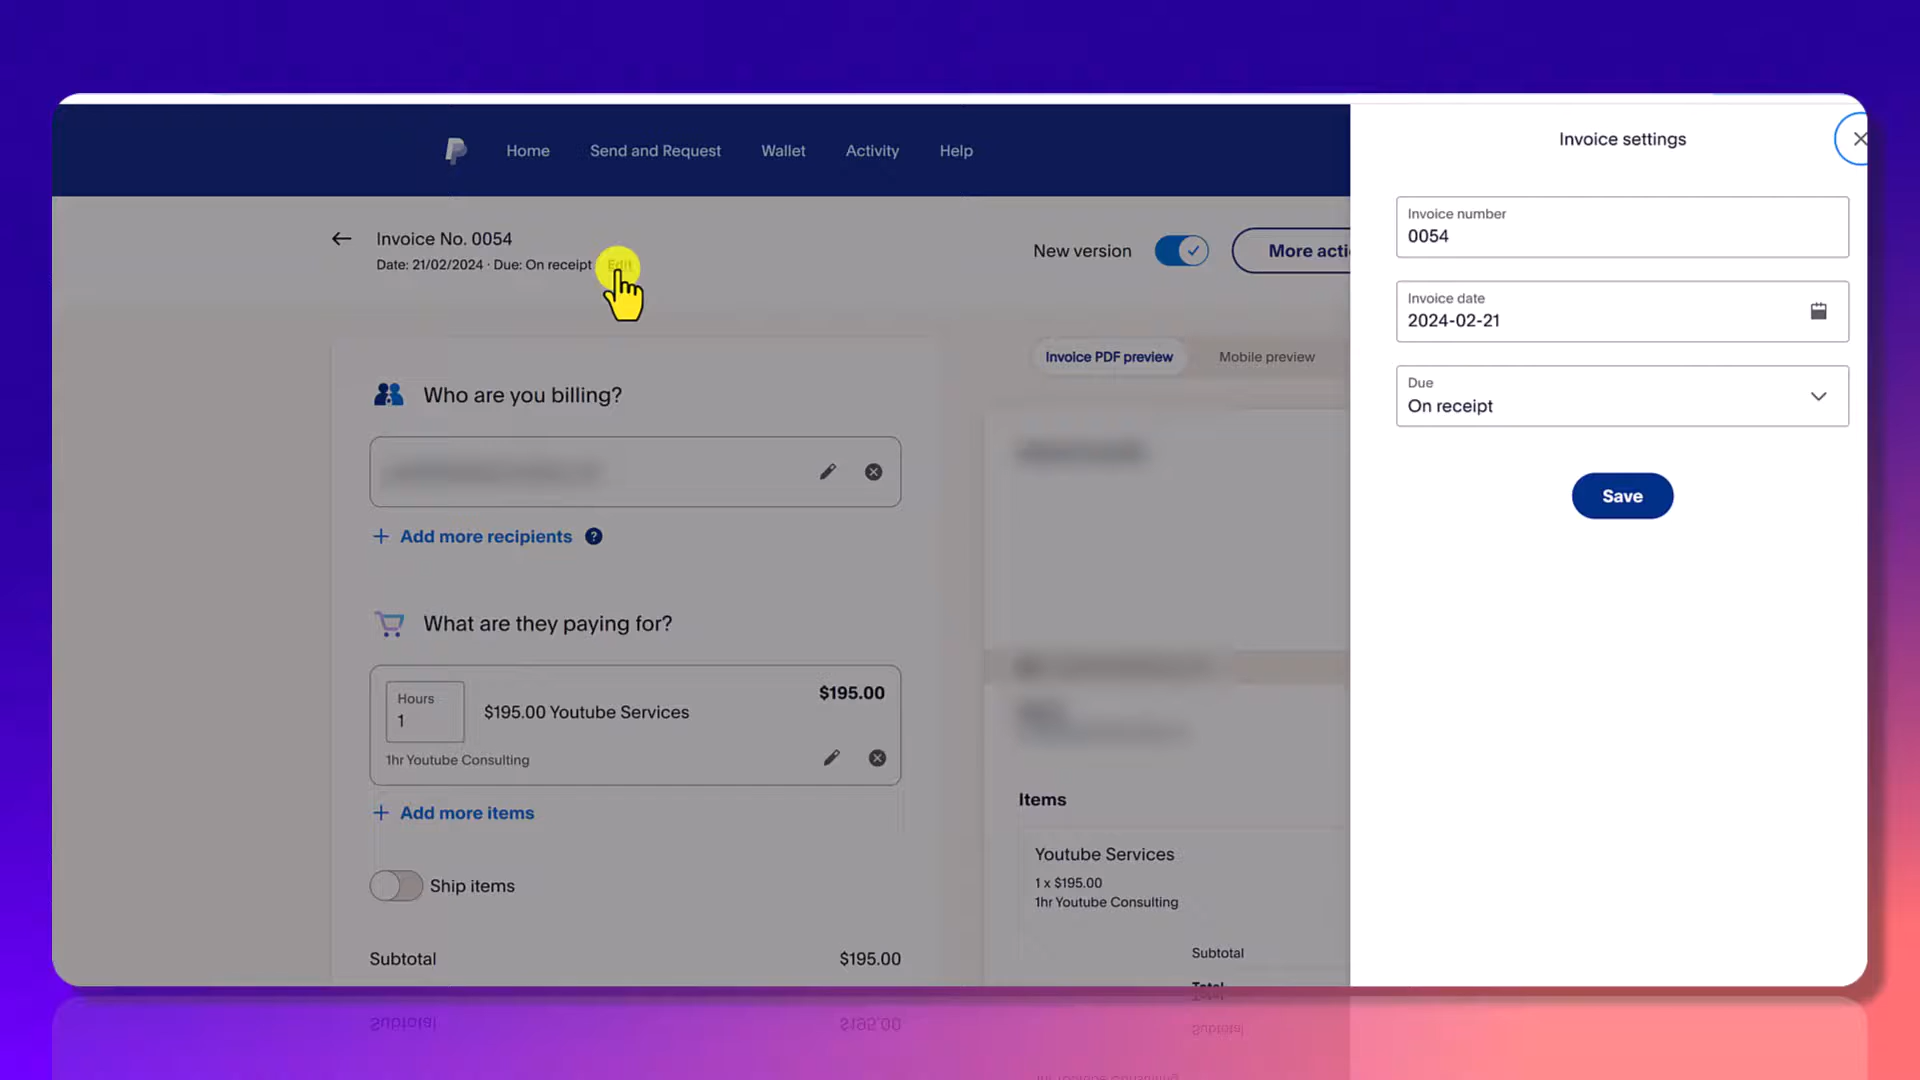 Home Send and Request Wallet Activity Help
Invoice No. 0054
Date: 21/02/2024 · Due: On receipt Edit
New version
More acti
Who are you billing?
+ Add more recipients ?
What are they paying for?
Hours
1
$195.00 Youtube Services
$195.00
1hr Youtube Consulting
+ Add more items
Ship items
Subtotal $195.00
Invoice PDF preview Mobile preview
Items
Youtube Services
1 x $195.00
1hr Youtube Consulting
Subtotal
Total
Invoice settings
Invoice number
0054
Invoice date
2024-02-21
Due
On receipt
Save